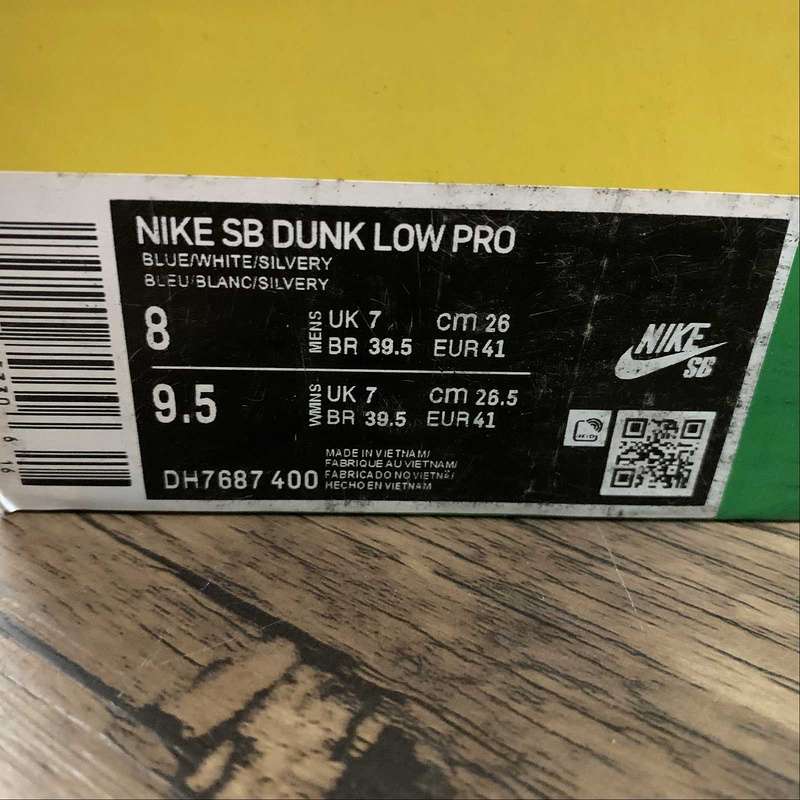 NIKE SB DUNK LOW PRO
BLUE/WHITE/SILVERY
BLEU/BLANC/SILVERY
8 MENS UK 7 cm 26
BR 39.5 EUR 41
9.5 WMNS UK 7 cm 26.5
BR 39.5 EUR 41
NIKE
SB
MADE IN VIETNAM/
FABRIQUE AU VIETNAM/
FABRICADO NO VIETNÃ/
HECHO EN VIETNAM
DH7687 400